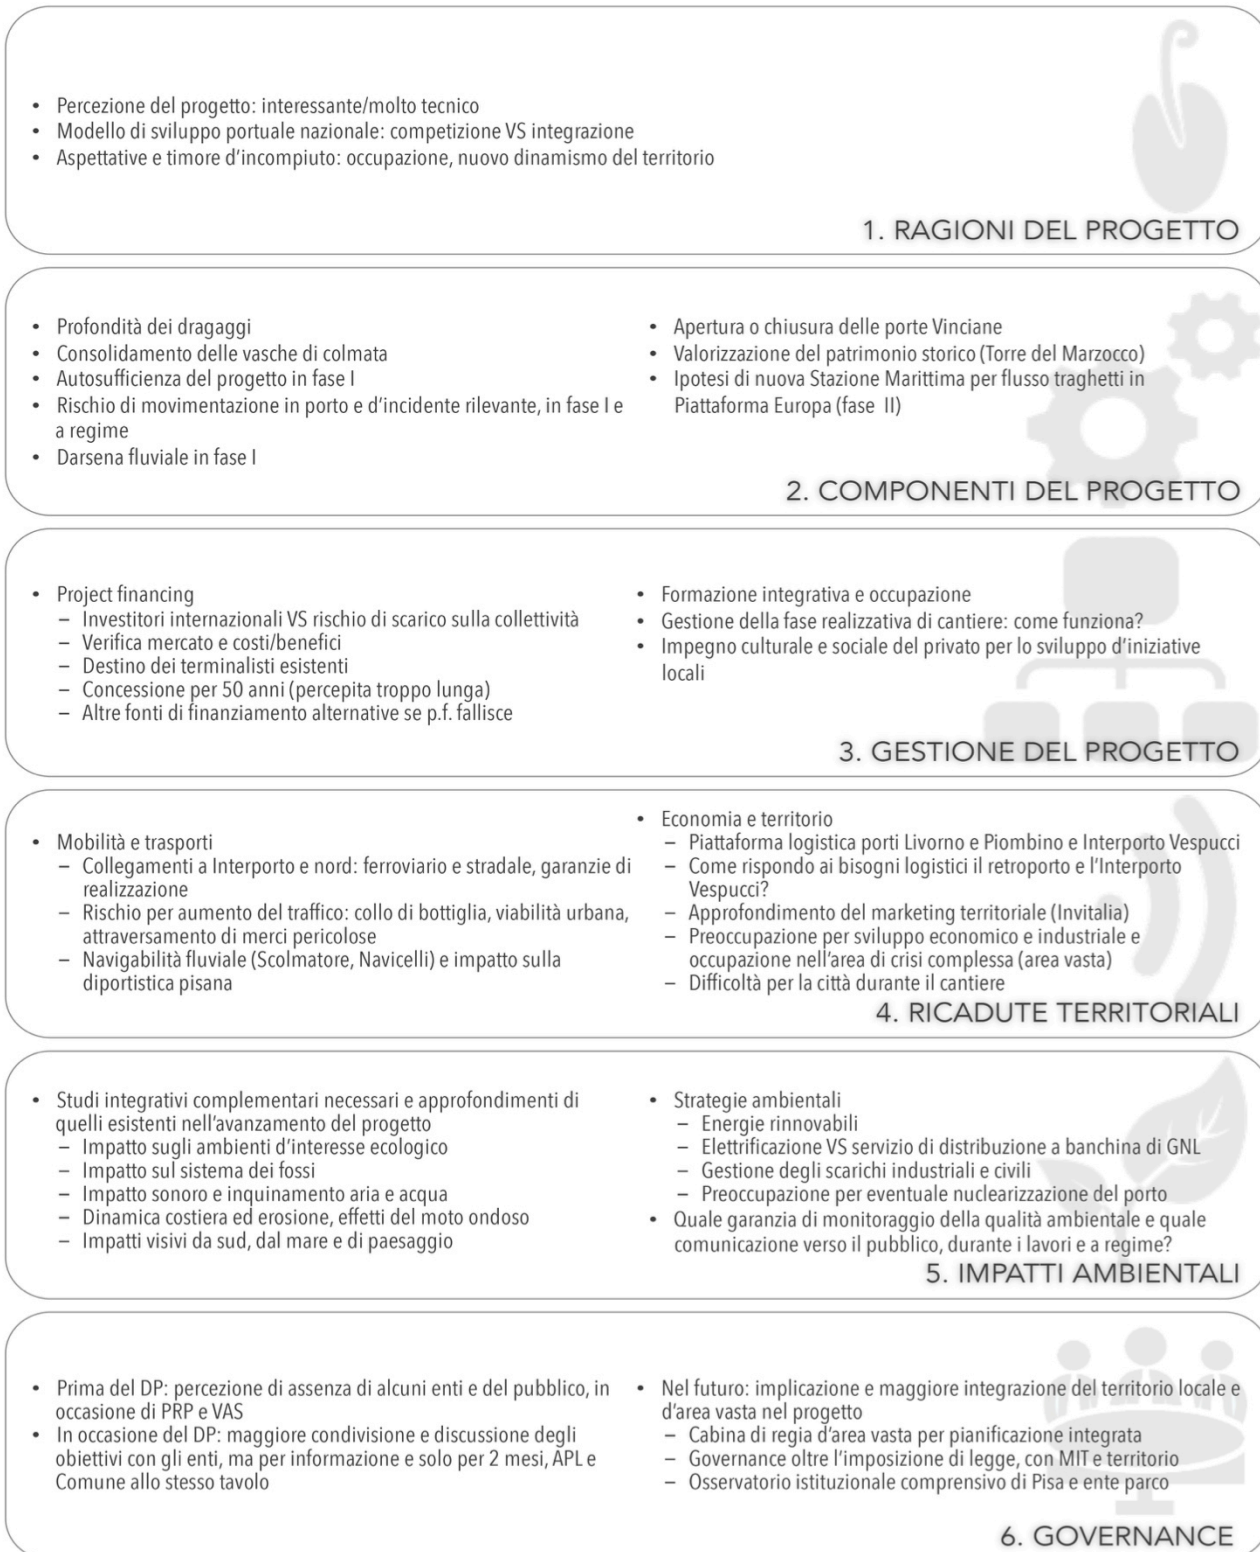 • Percezione del progetto: interessante/molto tecnico
• Modello di sviluppo portuale nazionale: competizione VS integrazione
• Aspettative e timore d'incompiuto: occupazione, nuovo dinamismo del territorio
1. RAGIONI DEL PROGETTO
• Profondità dei dragaggi
• Consolidamento delle vasche di colmata
• Autosufficienza del progetto in fase I
• Rischio di movimentazione in porto e d'incidente rilevante, in fase I e
a regime
• Darsena fluviale in fase I
• Apertura o chiusura delle porte Vinciane
• Valorizzazione del patrimonio storico (Torre del Marzocco)
• Ipotesi di nuova Stazione Marittima per flusso traghetti in
Piattaforma Europa (fase II)
2. COMPONENTI DEL PROGETTO
• Project financing
– Investitori internazionali VS rischio di scarico sulla collettività
– Verifica mercato e costi/benefici
– Destino dei terminalisti esistenti
– Concessione per 50 anni (percepita troppo lunga)
– Altre fonti di finanziamento alternative se p.f. fallisce
• Formazione integrativa e occupazione
• Gestione della fase realizzativa di cantiere: come funziona?
• Impegno culturale e sociale del privato per lo sviluppo d'iniziative
locali
3. GESTIONE DEL PROGETTO
• Mobilità e trasporti
– Collegamenti a Interporto e nord: ferroviario e stradale, garanzie di
realizzazione
– Rischio per aumento del traffico: collo di bottiglia, viabilità urbana,
attraversamento di merci pericolose
– Navigabilità fluviale (Scolmatore, Navicelli) e impatto sulla
diportistica pisana
• Economia e territorio
– Piattaforma logistica porti Livorno e Piombino e Interporto Vespucci
– Come rispondo ai bisogni logistici il retroporto e l'Interporto
Vespucci?
– Approfondimento del marketing territoriale (Invitalia)
– Preoccupazione per sviluppo economico e industriale e
occupazione nell'area di crisi complessa (area vasta)
– Difficoltà per la città durante il cantiere
4. RICADUTE TERRITORIALI
• Studi integrativi complementari necessari e approfondimenti di
quelli esistenti nell'avanzamento del progetto
– Impatto sugli ambienti d'interesse ecologico
– Impatto sul sistema dei fossi
– Impatto sonoro e inquinamento aria e acqua
– Dinamica costiera ed erosione, effetti del moto ondoso
– Impatti visivi da sud, dal mare e di paesaggio
• Strategie ambientali
– Energie rinnovabili
– Elettrificazione VS servizio di distribuzione a banchina di GNL
– Gestione degli scarichi industriali e civili
– Preoccupazione per eventuale nuclearizzazione del porto
• Quale garanzia di monitoraggio della qualità ambientale e quale
comunicazione verso il pubblico, durante i lavori e a regime?
5. IMPATTI AMBIENTALI
• Prima del DP: percezione di assenza di alcuni enti e del pubblico, in
occasione di PRP e VAS
• In occasione del DP: maggiore condivisione e discussione degli
obiettivi con gli enti, ma per informazione e solo per 2 mesi, APL e
Comune allo stesso tavolo
• Nel futuro: implicazione e maggiore integrazione del territorio locale e
d'area vasta nel progetto
– Cabina di regia d'area vasta per pianificazione integrata
– Governance oltre l'imposizione di legge, con MIT e territorio
– Osservatorio istituzionale comprensivo di Pisa e ente parco
6. GOVERNANCE